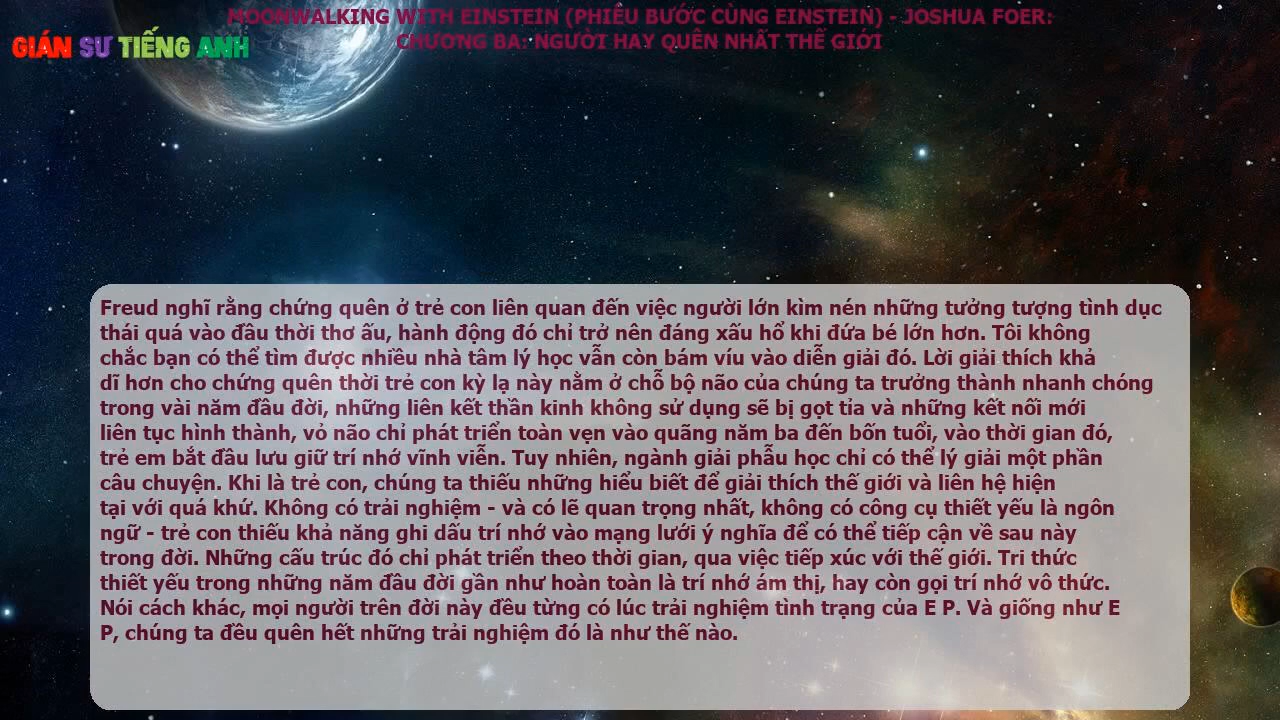 MOONWALKING WITH EINSTEIN (PHIÊU BƯỚC CÙNG EINSTEIN) - JOSHUA FOER:
CHƯƠNG BA: NGƯỜI HAY QUÊN NHẤT THẾ GIỚI
GIÁN SƯ TIẾNG ANH
Freud nghĩ rằng chứng quên ở trẻ con liên quan đến việc người lớn kìm nén những tưởng tượng tình dục
thái quá vào đầu thời thơ ấu, hành động đó chỉ trở nên đáng xấu hổ khi đứa bé lớn hơn. Tôi không
chắc bạn có thể tìm được nhiều nhà tâm lý học vẫn còn bám víu vào diễn giải đó. Lời giải thích khả
dĩ hơn cho chứng quên thời trẻ con kỳ lạ này nằm ở chỗ bộ não của chúng ta trưởng thành nhanh chóng
trong vài năm đầu đời, những liên kết thần kinh không sử dụng sẽ bị gọt tỉa và những kết nối mới
liên tục hình thành, vỏ não chỉ phát triển toàn vẹn vào quãng năm ba đến bốn tuổi, vào thời gian đó,
trẻ em bắt đầu lưu giữ trí nhớ vĩnh viễn. Tuy nhiên, ngành giải phẫu học chỉ có thể lý giải một phần
câu chuyện. Khi là trẻ con, chúng ta thiếu những hiểu biết để giải thích thế giới và liên hệ hiện
tại với quá khứ. Không có trải nghiệm - và có lẽ quan trọng nhất, không có công cụ thiết yếu là ngôn
ngữ - trẻ con thiếu khả năng ghi dấu trí nhớ vào mạng lưới ý nghĩa để có thể tiếp cận về sau này
trong đời. Những cấu trúc đó chỉ phát triển theo thời gian, qua việc tiếp xúc với thế giới. Tri thức
thiết yếu trong những năm đầu đời gần như hoàn toàn là trí nhớ ám thị, hay còn gọi trí nhớ vô thức.
Nói cách khác, mọi người trên đời này đều từng có lúc trải nghiệm tình trạng của E P. Và giống như E
P, chúng ta đều quên hết những trải nghiệm đó là như thế nào.